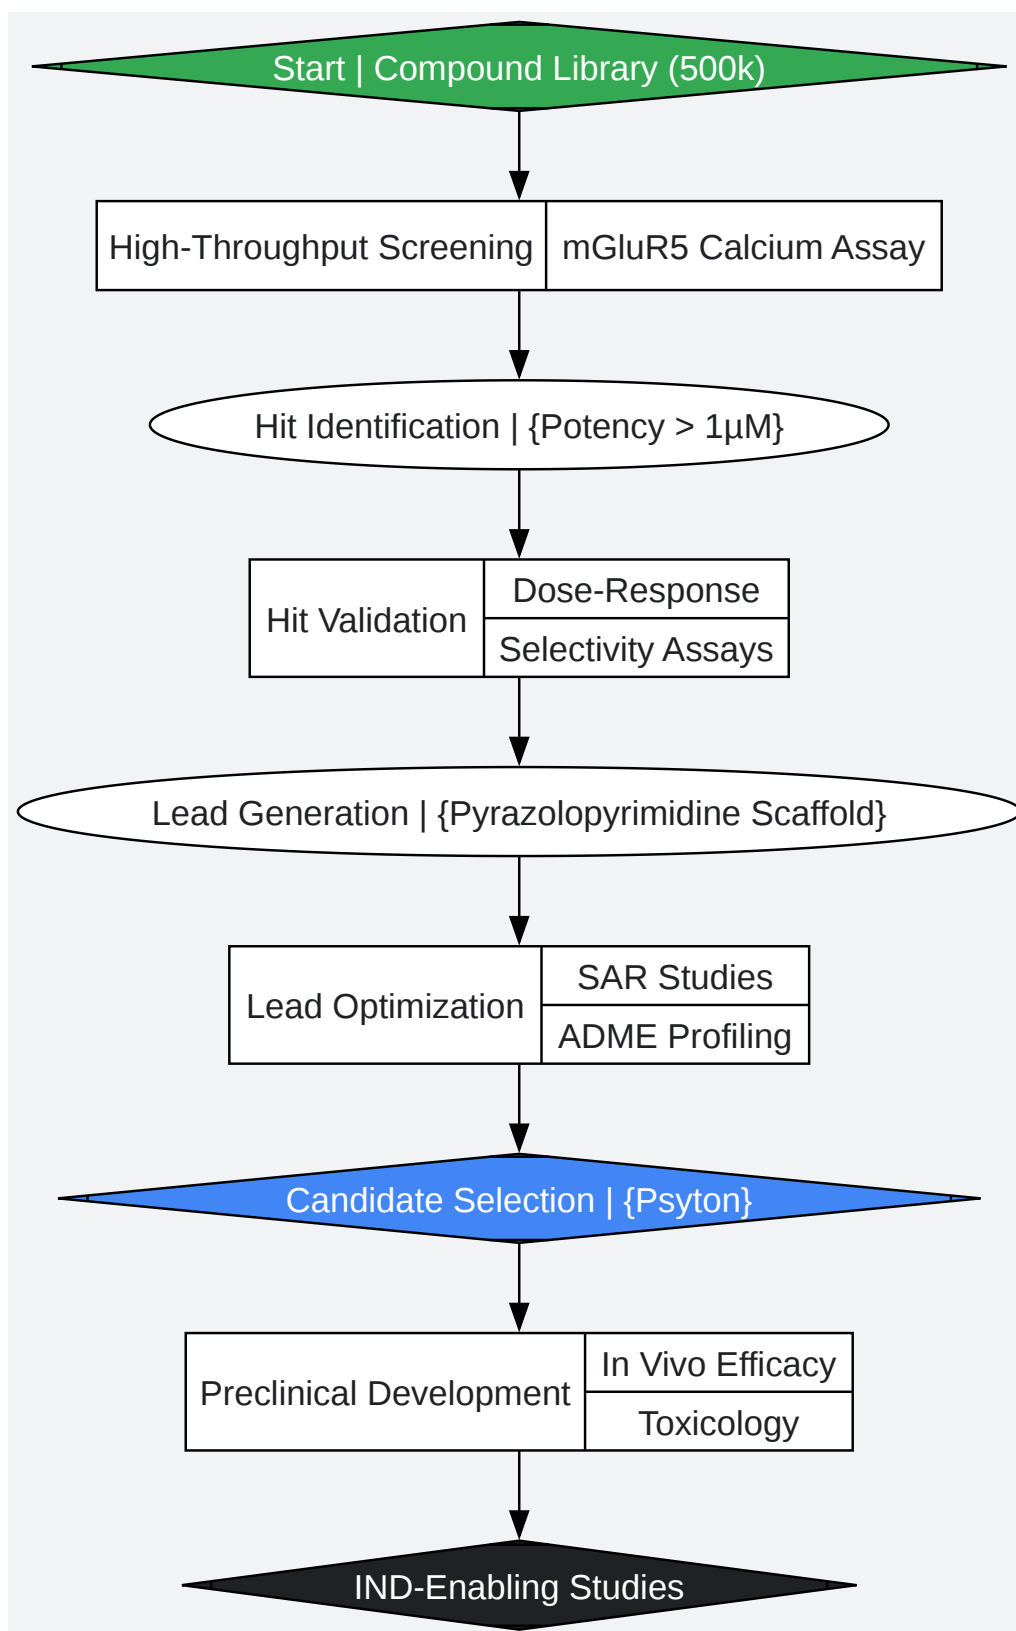 Start | Compound Library (500k)
High-Throughput Screening
mGluR5 Calcium Assay
Hit Identification | {Potency > 1µM}
Hit Validation
Dose-Response
Selectivity Assays
Lead Generation | {Pyrazolopyrimidine Scaffold}
Lead Optimization
SAR Studies
ADME Profiling
Candidate Selection | {Psyton}
Preclinical Development
In Vivo Efficacy
Toxicology
IND-Enabling Studies